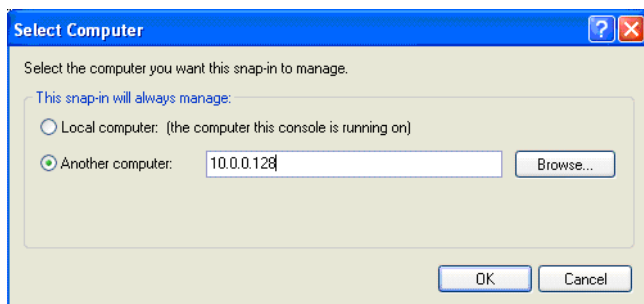 Select Computer
Select the computer you want this snap-in to manage.
This snap-in will always manage:
Local computer: (the computer this console is running on)
Another computer: 10.0.0.128 Browse...
OK Cancel